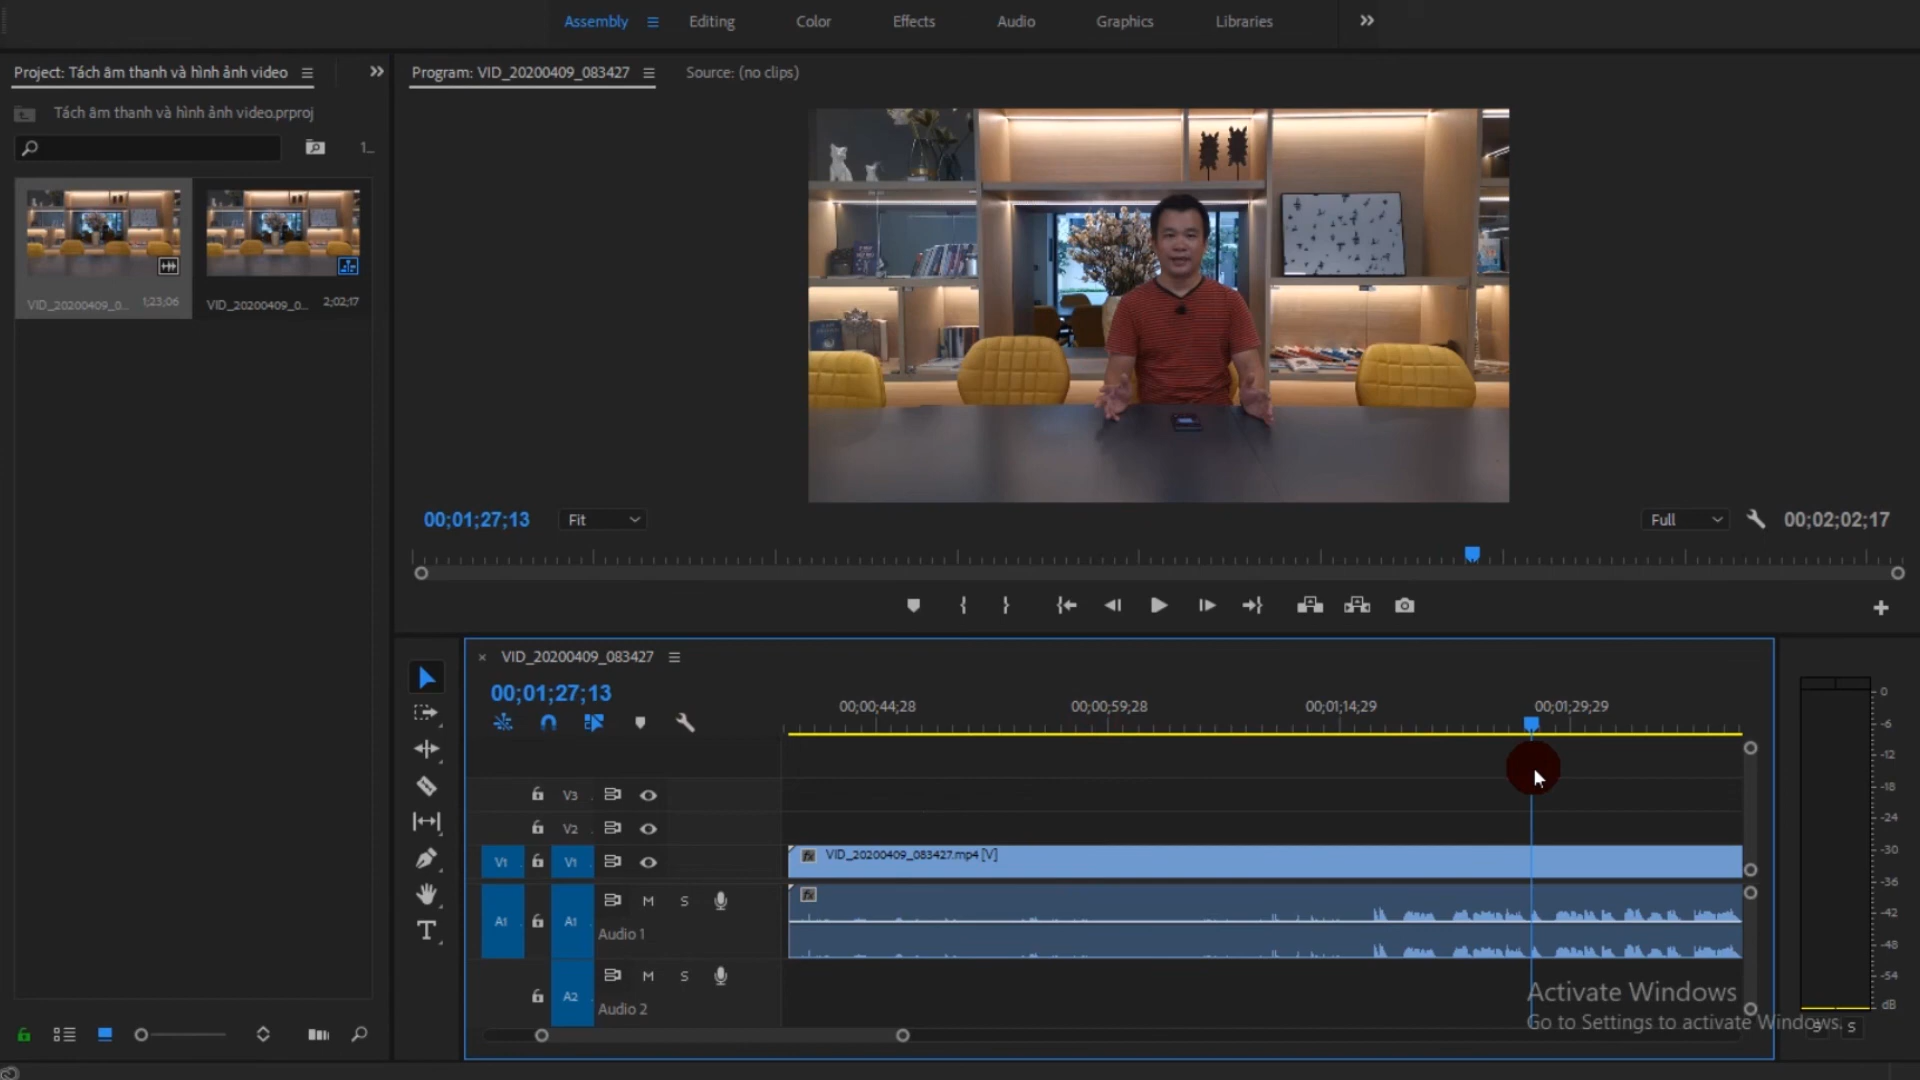 Assembly Editing Color Effects Audio Graphics Libraries
Project: Tách âm thanh và hình ảnh video
Program: VID_20200409_083427 Source: (no clips)
Tách âm thanh và hình ảnh video.prproj
1...
VID_20200409_0... 1;23;06 VID_20200409_0... 2;02;17
00;01;27;13 Fit Full 00;02;02;17
VID_20200409_083427
00;01;27;13
00;00;44;28 00;00;59;28 00;01;14;29 00;01;29;29
V3
V2
V1 V1 VID_20200409_083427.mp4 [V]
fx
A1 A1 M S
Audio 1
A2 M S
Audio 2
0
-6
-12
-18
-24
-30
-36
-42
-48
-54
dB
S S
Activate Windows
Go to Settings to activate Windows.